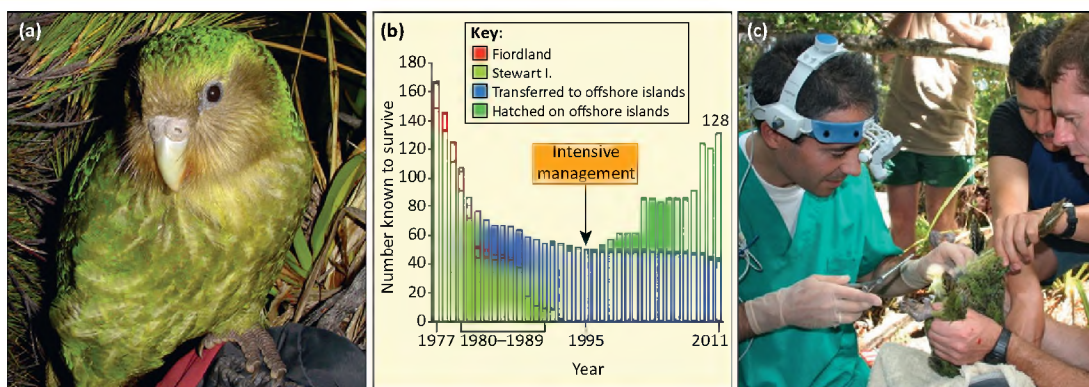 (a)
(b)
Key:
Fiordland
Stewart I.
Transferred to offshore islands
Hatched on offshore islands
Number known to survive
180
160
140
120
100
80
60
40
20
0
128
Intensive
management
1977 1980–1989 1995 2011
Year
(c)